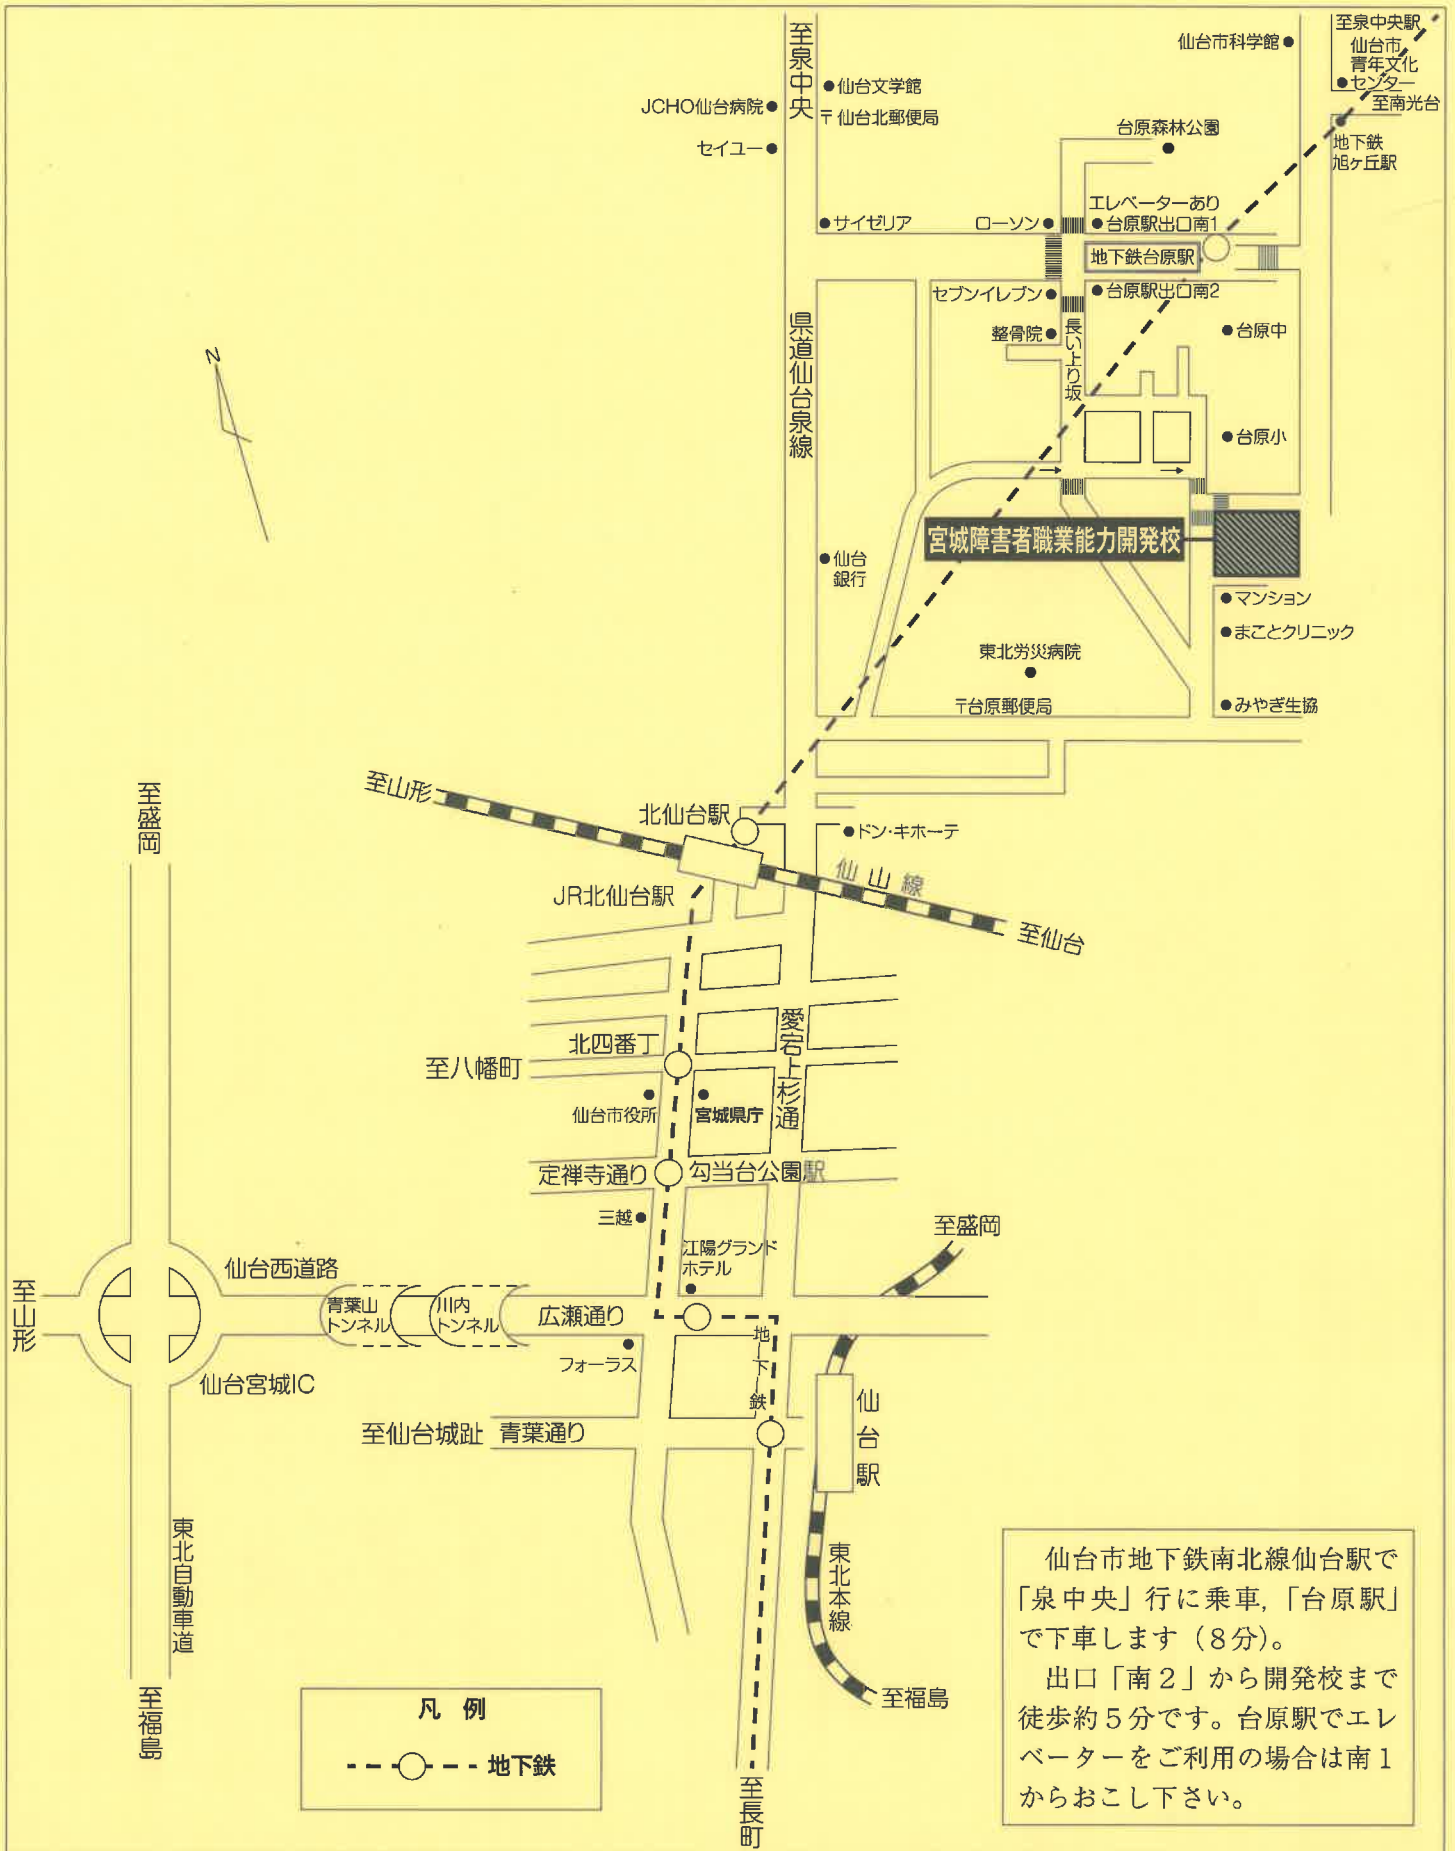 至泉中央
仙台文学館
JCHO仙台病院
〒仙台北郵便局
セイユー
仙台市科学館
至泉中央駅
仙台市
青年文化
センター
至南光台
地下鉄
旭ヶ丘駅
台原森林公園
エレベーターあり
サイゼリア
ローソン
台原駅出口南1
地下鉄台原駅
セブンイレブン
台原駅出口南2
整骨院
長い上り坂
台原中
台原小
県道仙台泉線
N
宮城障害者職業能力開発校
仙台
銀行
マンション
まことクリニック
東北労災病院
〒台原郵便局
みやぎ生協
至山形
北仙台駅
ドン・キホーテ
JR北仙台駅
仙山線
至仙台
至盛岡
北四番丁
至八幡町
愛宕上杉通
仙台市役所
宮城県庁
定禅寺通り
勾当台公園駅
三越
江陽グランド
ホテル
至盛岡
仙台西道路
至山形
青葉山
トンネル
川内
トンネル
広瀬通り
地下鉄
フォーラス
仙台宮城IC
至仙台城趾
青葉通り
仙台駅
東北自動車道
東北本線
至福島
至福島
至長町
凡例
地下鉄
仙台市地下鉄南北線仙台駅で
「泉中央」行に乗車,「台原駅」
で下車します（8分）。
出口「南２」から開発校まで
徒歩約５分です。台原駅でエレ
ベーターをご利用の場合は南１
からおこし下さい。